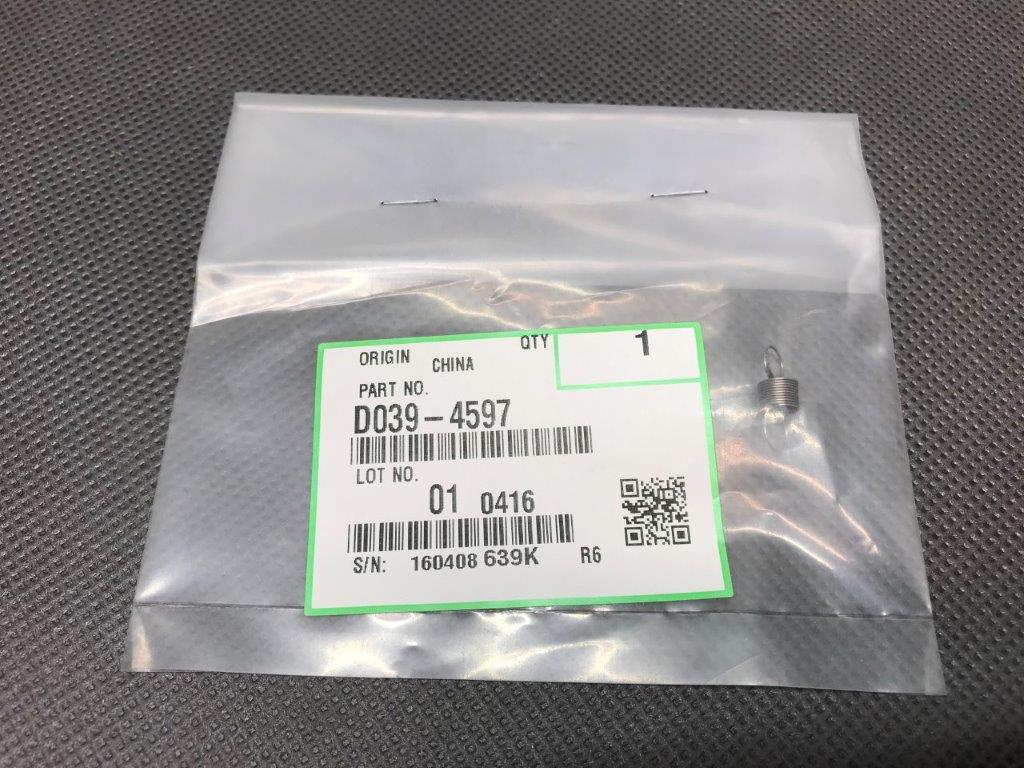 ORIGIN CHINA QTY 1
PART NO.
D039-4597
LOT NO.
01 0416
S/N: 160408 639K R6